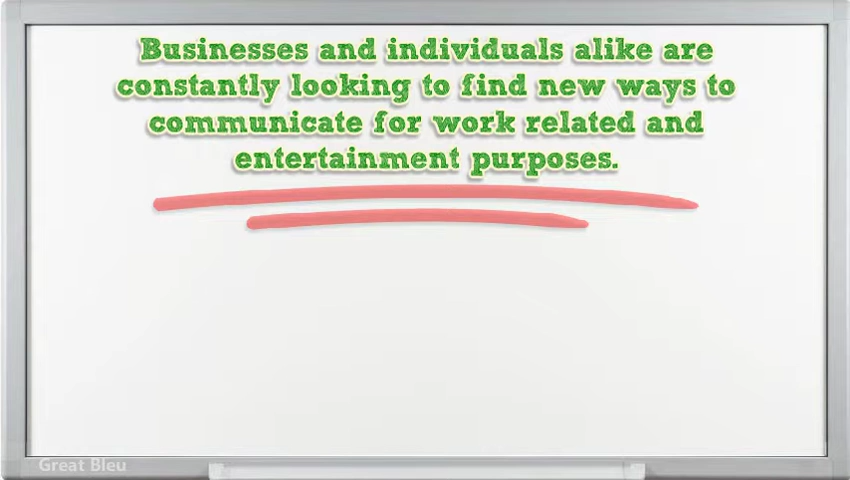 Businesses and individuals alike are
constantly looking to find new ways to
communicate for work related and
entertainment purposes.
Great Bleu